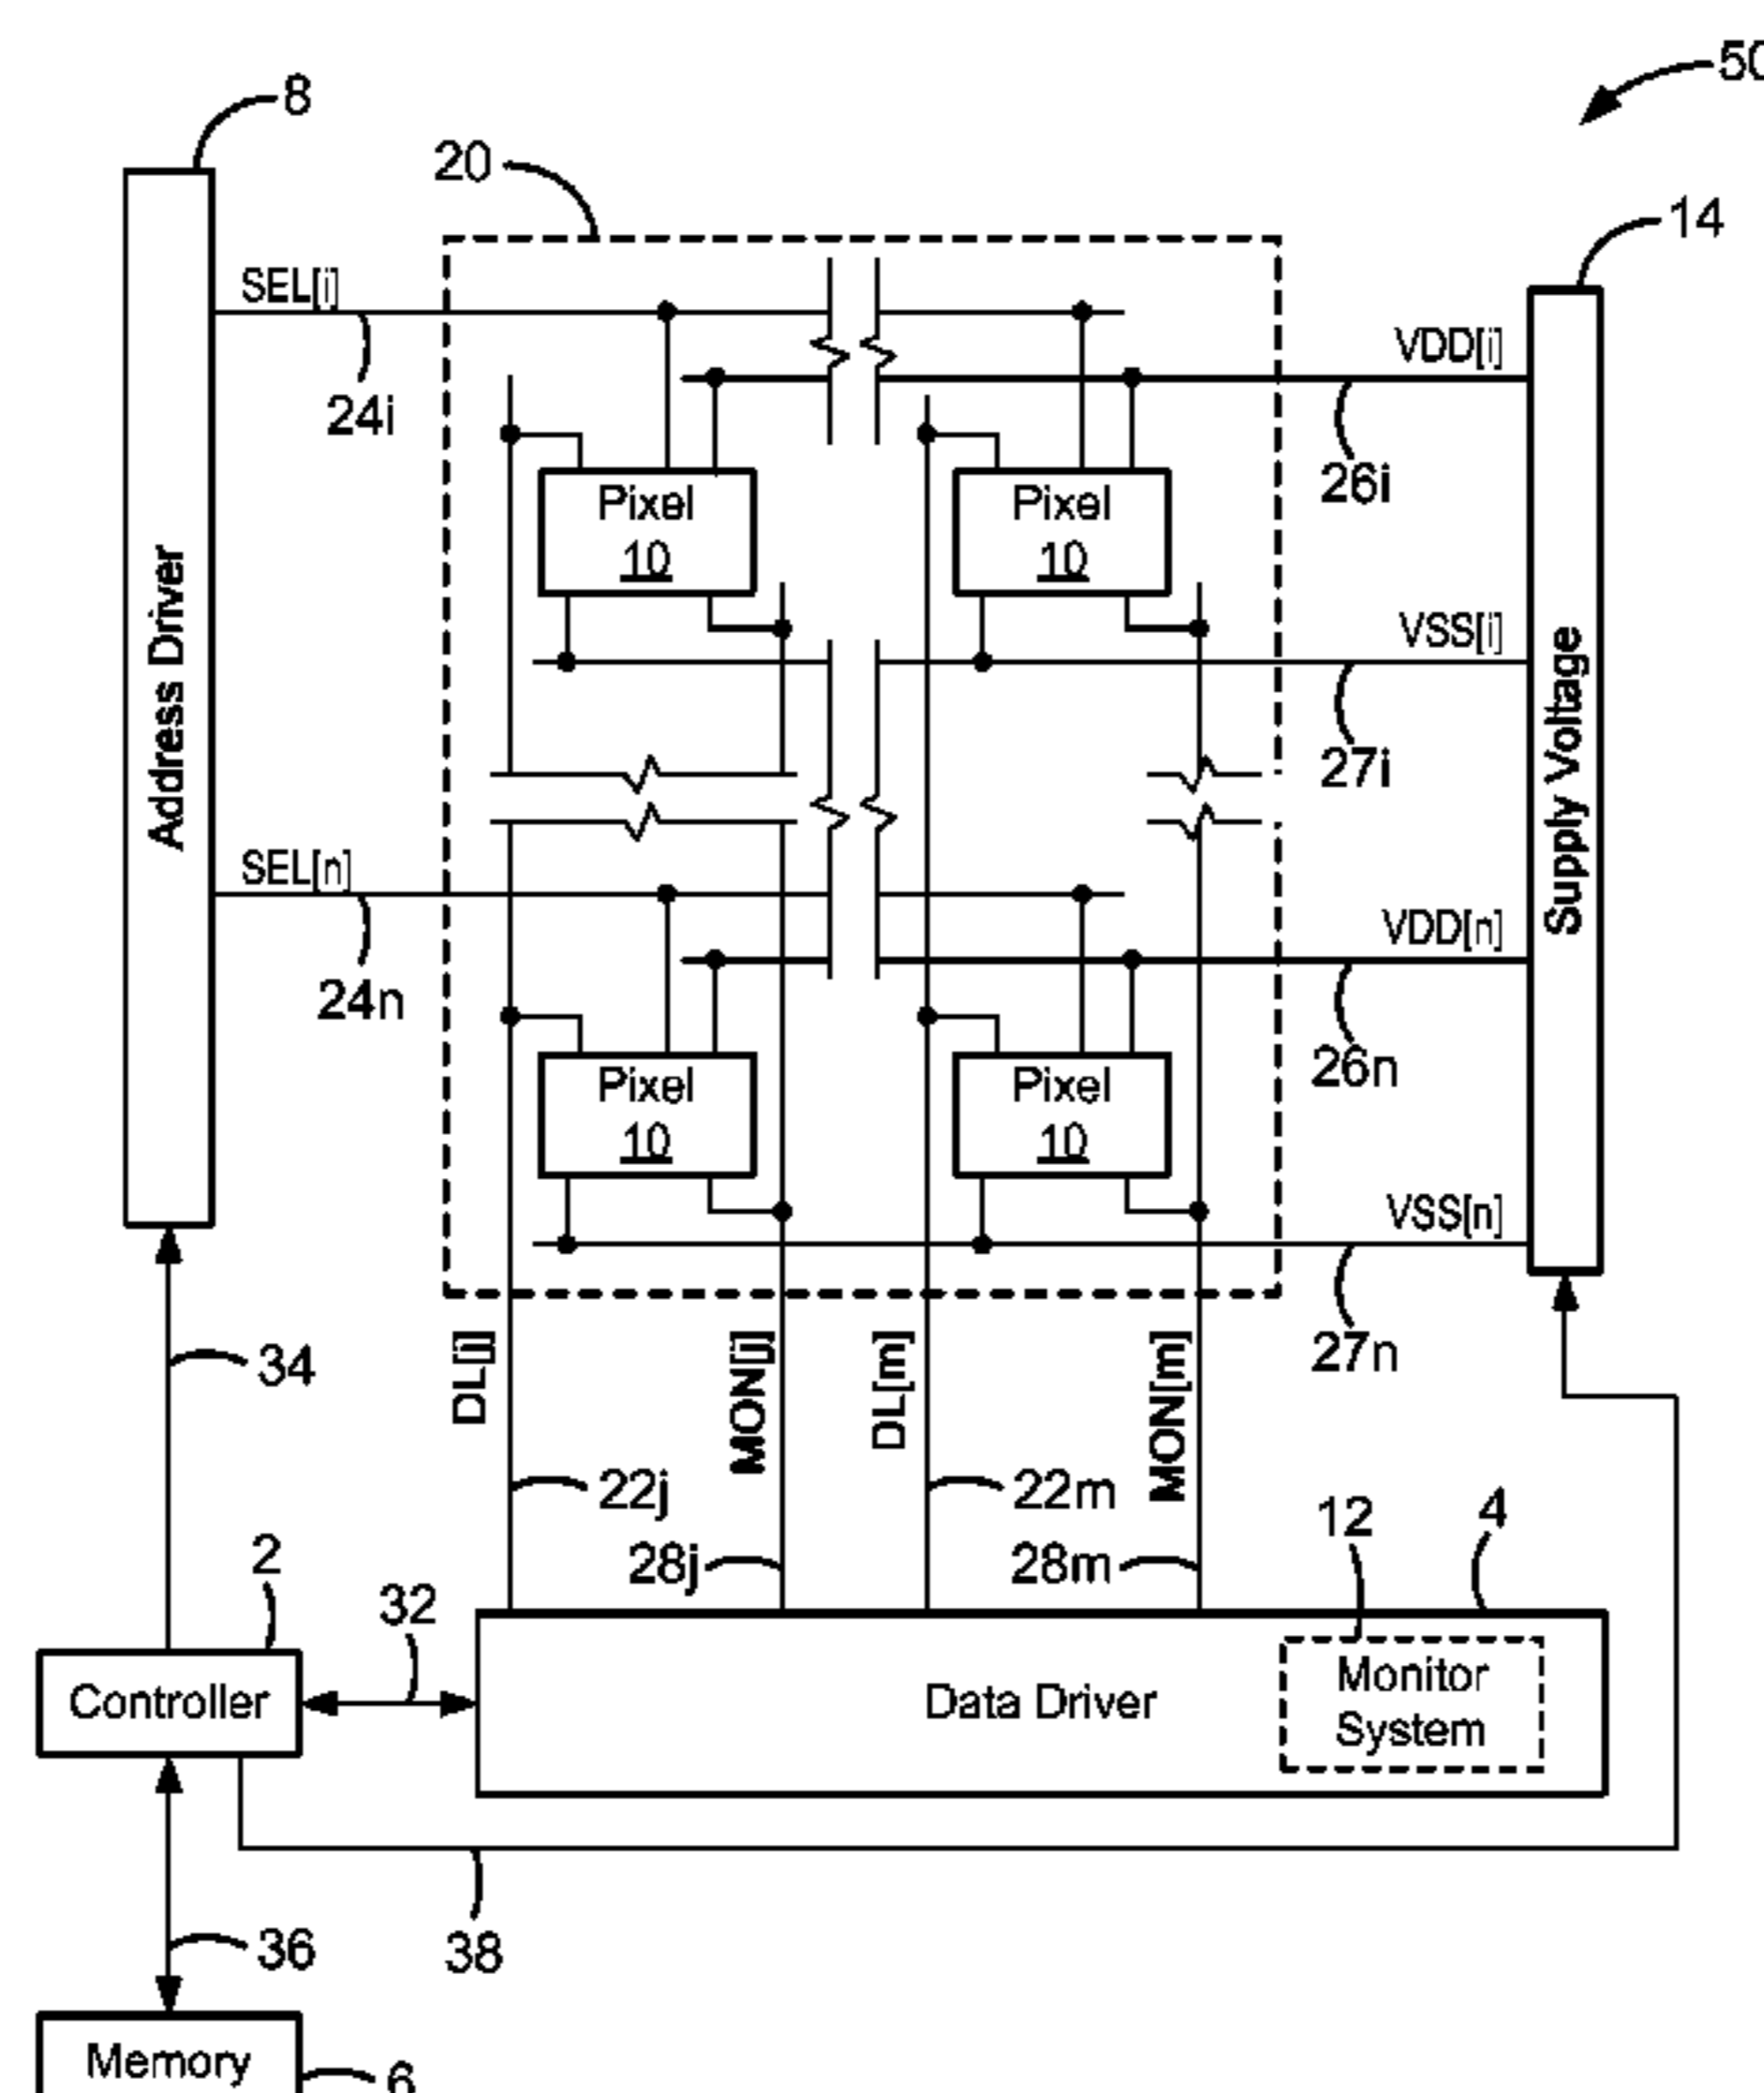 50
8
20
14
SEL[i]
VDD[i]
24i
26i
Pixel
10
Pixel
10
VSS[i]
27i
Address Driver
Supply Voltage
SEL[n]
VDD[n]
24n
26n
Pixel
10
Pixel
10
VSS[n]
27n
34
DL[j]
MON[j]
DL[m]
MON[m]
22j
22m
12
4
2
28j
28m
32
Controller
Data Driver
Monitor
System
36
38
Memory
6